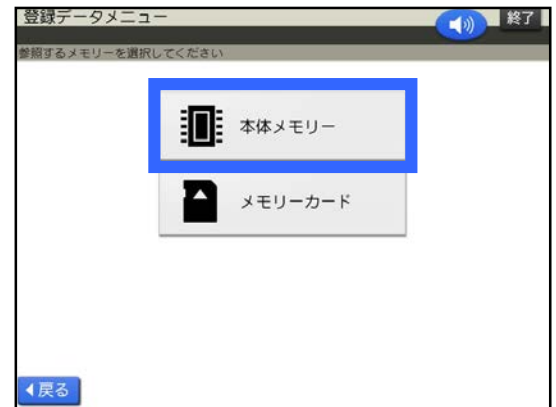 登録データメニュー
終了
参照するメモリーを選択してください
本体メモリー
メモリーカード
戻る